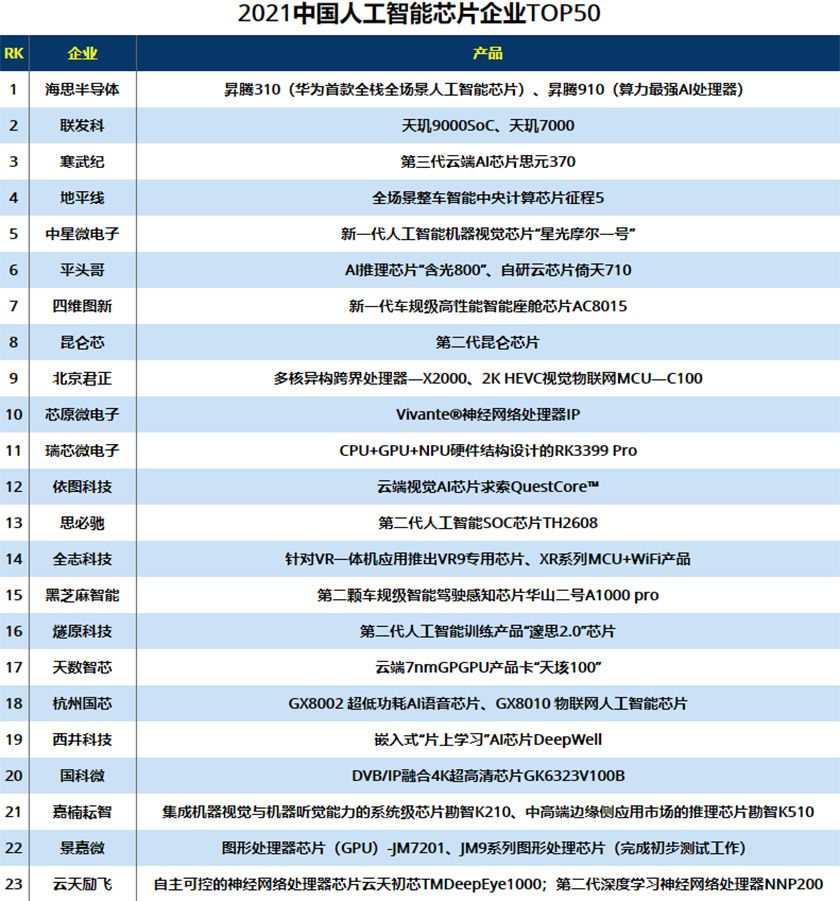 2021中国人工智能芯片企业TOP50
RK 企业 产品
1 海思半导体 昇腾310（华为首款全栈全场景人工智能芯片）、昇腾910（算力最强AI处理器）
2 联发科 天玑9000SoC、天玑7000
3 寒武纪 第三代云端AI芯片思元370
4 地平线 全场景整车智能中央计算芯片征程5
5 中星微电子 新一代人工智能机器视觉芯片“星光摩尔一号”
6 平头哥 AI推理芯片“含光800”、自研云芯片倚天710
7 四维图新 新一代车规级高性能智能座舱芯片AC8015
8 昆仑芯 第二代昆仑芯片
9 北京君正 多核异构跨界处理器—X2000、2K HEVC视觉物联网MCU—C100
10 芯原微电子 Vivante®神经网络处理器IP
11 瑞芯微电子 CPU+GPU+NPU硬件结构设计的RK3399 Pro
12 依图科技 云端视觉AI芯片求索QuestCore™
13 思必驰 第二代人工智能SOC芯片TH2608
14 全志科技 针对VR一体机应用推出VR9专用芯片、XR系列MCU+WiFi产品
15 黑芝麻智能 第二颗车规级智能驾驶感知芯片华山二号A1000 pro
16 燧原科技 第二代人工智能训练产品“邃思2.0”芯片
17 天数智芯 云端7nmGPGPU产品卡“天垓100”
18 杭州国芯 GX8002 超低功耗AI语音芯片、GX8010 物联网人工智能芯片
19 西井科技 嵌入式“片上学习”AI芯片DeepWell
20 国科微 DVB/IP融合4K超高清芯片GK6323V100B
21 嘉楠耘智 集成机器视觉与机器听觉能力的系统级芯片勘智K210、中高端边缘侧应用市场的推理芯片勘智K510
22 景嘉微 图形处理器芯片（GPU）-JM7201、JM9系列图形处理芯片（完成初步测试工作）
23 云天励飞 自主可控的神经网络处理器芯片云天初芯TMDeepEye1000；第二代深度学习神经网络处理器NNP200